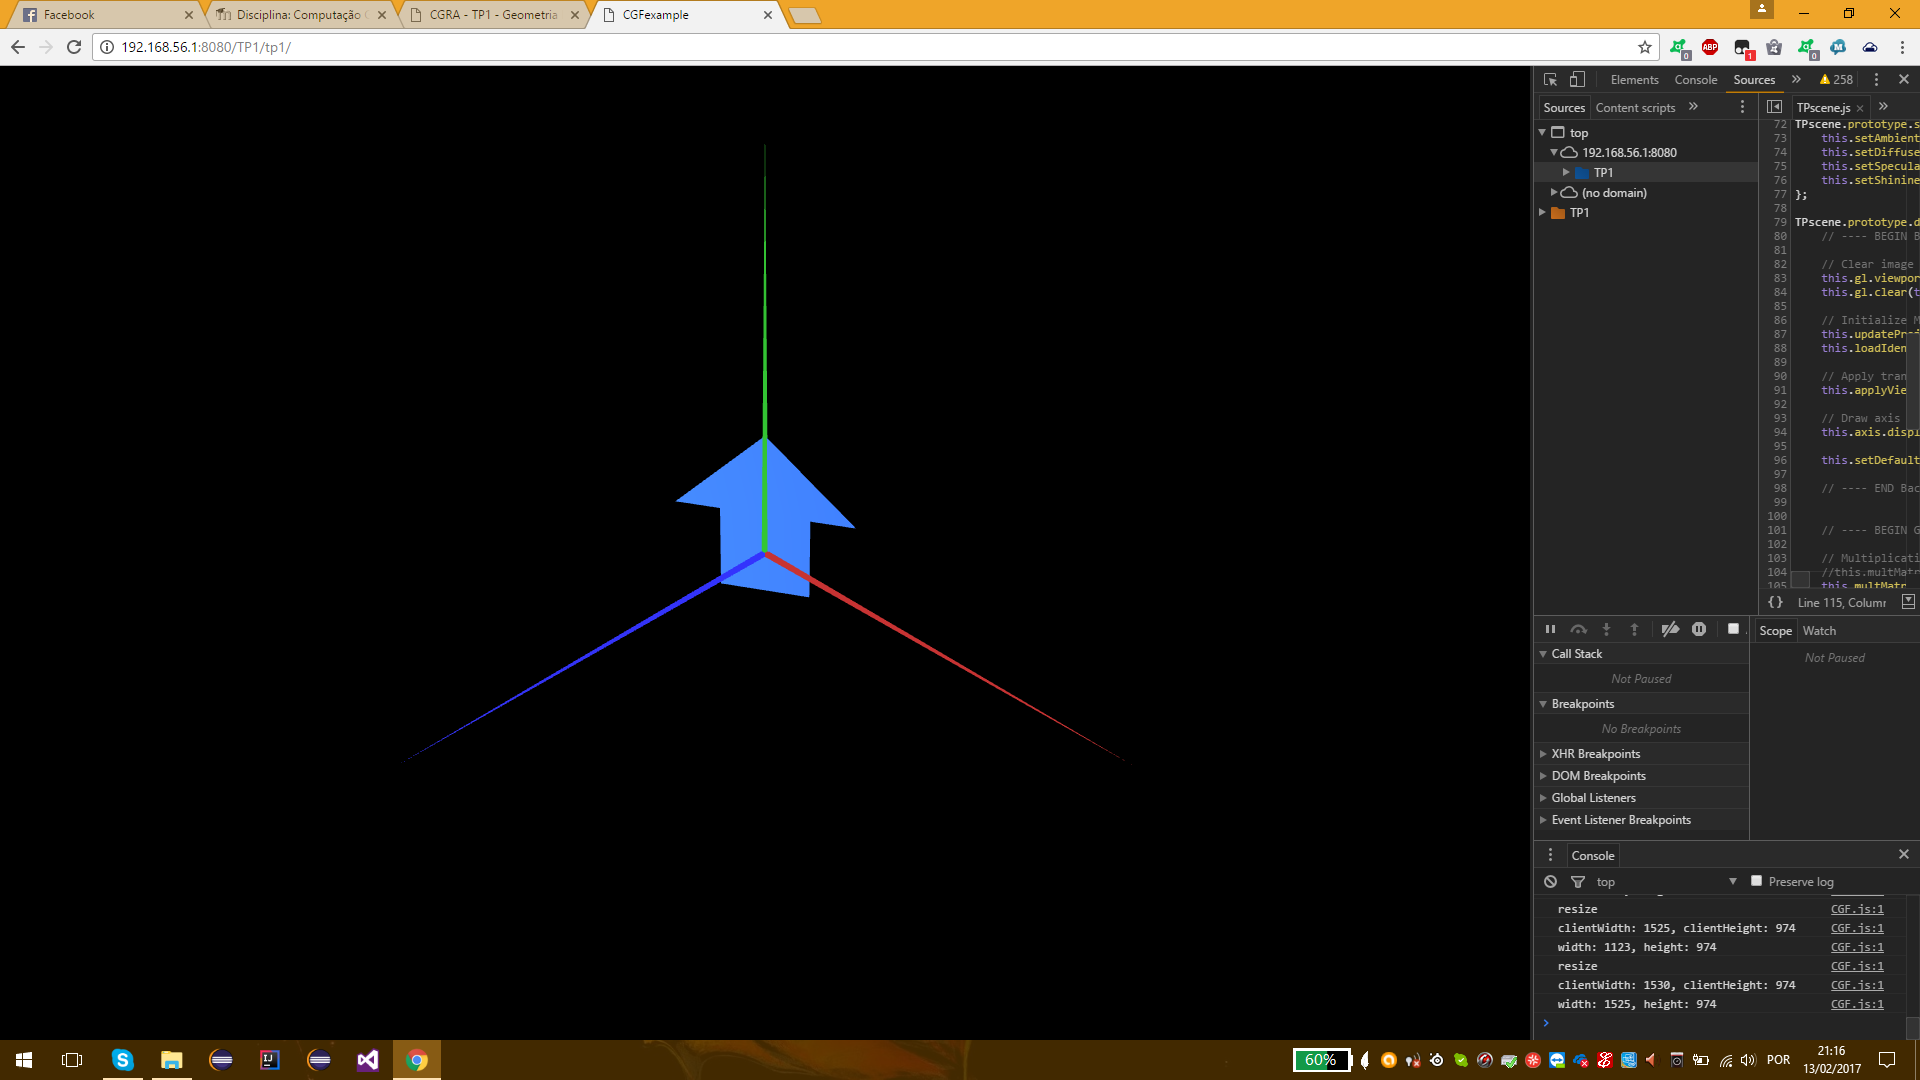 Facebook
Disciplina: Computação
CGRA - TP1 - Geometria
CGFexample
192.168.56.1:8080/TP1/tp1/
0
ABP
1
0
Elements Console Sources » 258
Sources Content scripts »
TPscene.js »
top
192.168.56.1:8080
TP1
(no domain)
TP1
72 TPscene.prototype.s
73 this.setAmbient
74 this.setDiffuse
75 this.setSpecula
76 this.setShinine
77 };
78
79 TPscene.prototype.d
80 // ---- BEGIN B
81
82 // Clear image
83 this.gl.viewpor
84 this.gl.clear(t
85
86 // Initialize M
87 this.updatePr
88 this.loadIden
89
90 // Apply tran
91 this.applyVie
92
93 // Draw axis
94 this.axis.displ
95
96 this.setDefault
97
98 // ---- END Bac
99
100
101 // ---- BEGIN G
102
103 // Multiplicati
104 //this.multMatr
105 this.multMatr
{} Line 115, Column
Scope Watch
Call Stack
Not Paused
Not Paused
Breakpoints
No Breakpoints
XHR Breakpoints
DOM Breakpoints
Global Listeners
Event Listener Breakpoints
Console
top Preserve log
resize CGF.js:1
clientWidth: 1525, clientHeight: 974 CGF.js:1
width: 1123, height: 974 CGF.js:1
resize CGF.js:1
clientWidth: 1530, clientHeight: 974 CGF.js:1
width: 1525, height: 974 CGF.js:1
60%
POR
21:16
13/02/2017